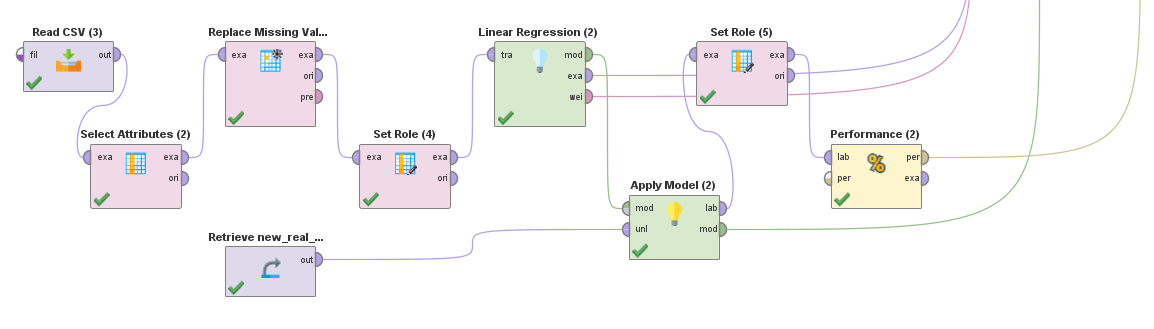 Read CSV (3)
fil out
Select Attributes (2)
exa exa
ori
Replace Missing Val...
exa exa
ori
pre
Set Role (4)
exa exa
ori
Linear Regression (2)
tra mod
exa
wei
Set Role (5)
exa exa
ori
Performance (2)
% 
lab per
per exa
Apply Model (2)
mod lab
unl mod
Retrieve new_real_...
out